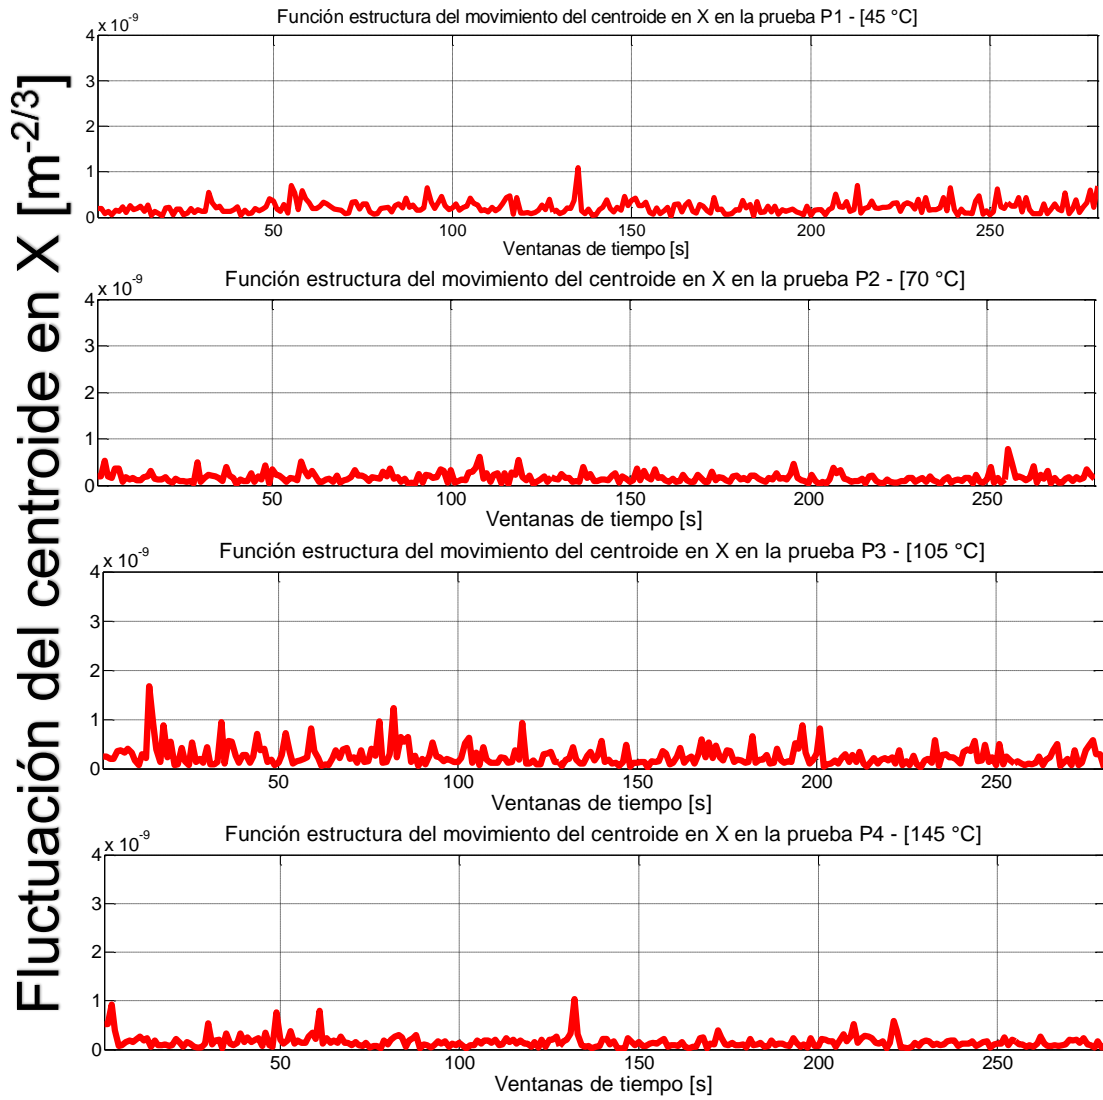 Fluctuación del centroide en X [m-2/3]
Función estructura del movimiento del centroide en X en la prueba P1 - [45 °C]
x 10-9
4
3
2
1
0
50 100 150 200 250
Ventanas de tiempo [s]
Función estructura del movimiento del centroide en X en la prueba P2 - [70 °C]
x 10-9
4
3
2
1
0
50 100 150 200 250
Ventanas de tiempo [s]
Función estructura del movimiento del centroide en X en la prueba P3 - [105 °C]
x 10-9
4
3
2
1
0
50 100 150 200 250
Ventanas de tiempo [s]
Función estructura del movimiento del centroide en X en la prueba P4 - [145 °C]
x 10-9
4
3
2
1
0
50 100 150 200 250
Ventanas de tiempo [s]